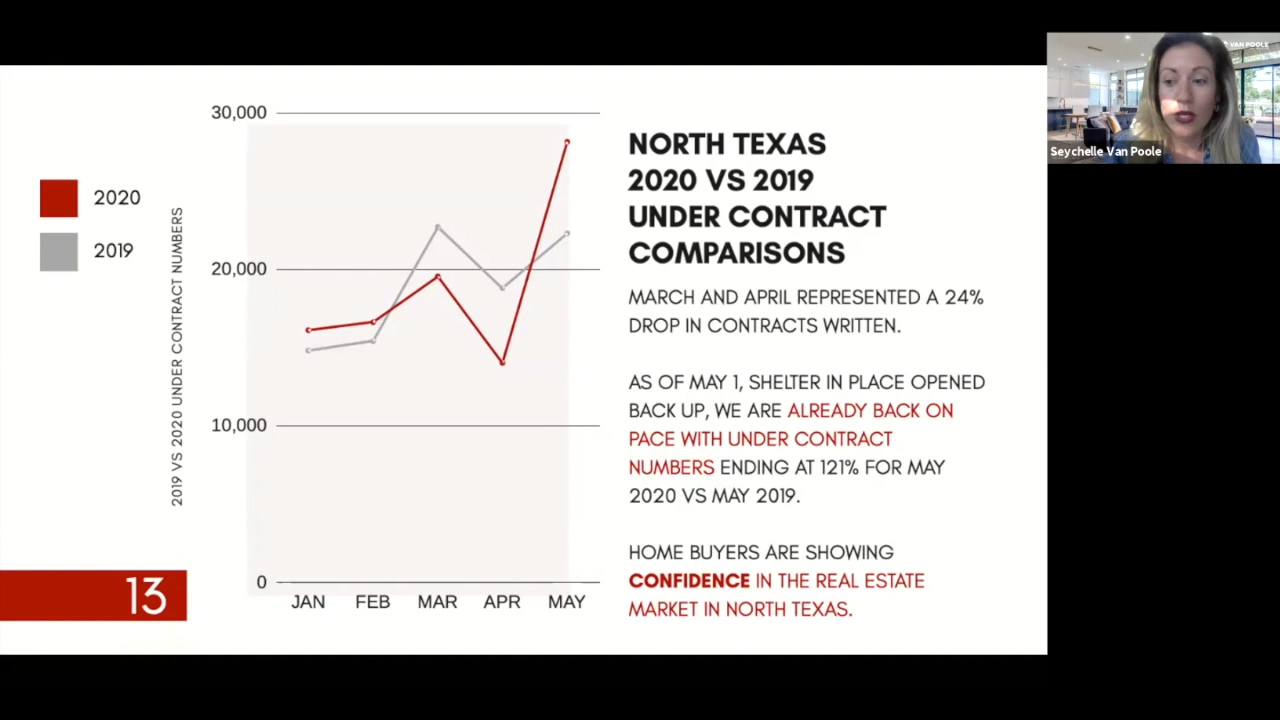 30,000
20,000
10,000
0
JAN FEB MAR APR MAY
2019 VS 2020 UNDER CONTRACT NUMBERS
2020
2019
13
NORTH TEXAS
2020 VS 2019
UNDER CONTRACT
COMPARISONS
MARCH AND APRIL REPRESENTED A 24%
DROP IN CONTRACTS WRITTEN.
AS OF MAY 1, SHELTER IN PLACE OPENED
BACK UP, WE ARE ALREADY BACK ON
PACE WITH UNDER CONTRACT
NUMBERS ENDING AT 121% FOR MAY
2020 VS MAY 2019.
HOME BUYERS ARE SHOWING
CONFIDENCE IN THE REAL ESTATE
MARKET IN NORTH TEXAS.
VAN POOLE
Seychelle Van Poole